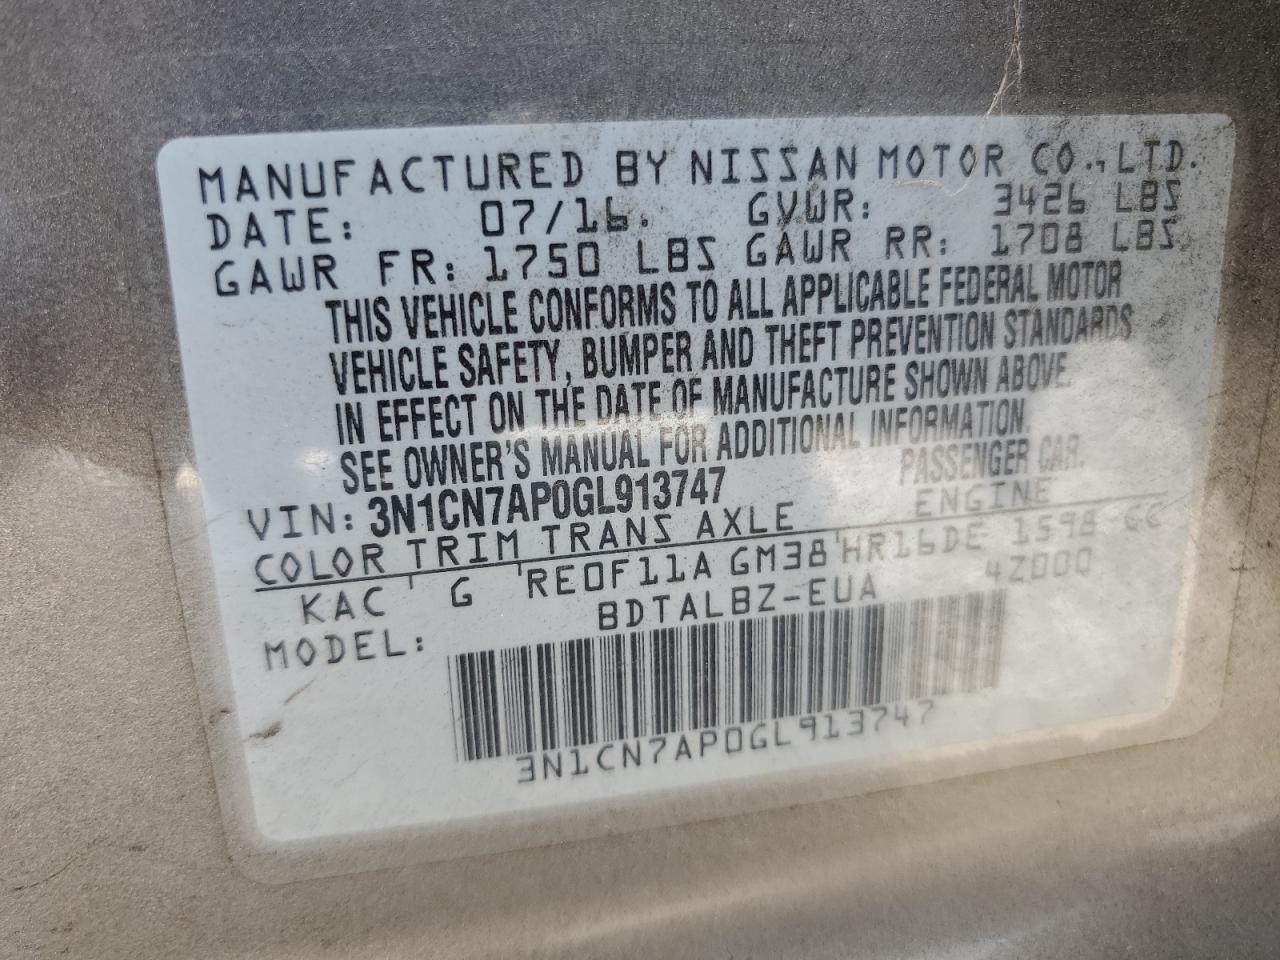 MANUFACTURED BY NISSAN MOTOR CO., LTD.
DATE: 07/16. GVWR: 3426 LBS
GAWR FR: 1750 LBS GAWR RR: 1708 LBS
THIS VEHICLE CONFORMS TO ALL APPLICABLE FEDERAL MOTOR
VEHICLE SAFETY, BUMPER AND THEFT PREVENTION STANDARDS
IN EFFECT ON THE DATE OF MANUFACTURE SHOWN ABOVE.
SEE OWNER'S MANUAL FOR ADDITIONAL INFORMATION.
VIN: 3N1CN7AP0GL913747 PASSENGER CAR.
COLOR TRIM TRANS AXLE ENGINE
KAC G RE0F11A GM38 HR16DE 1598 CC
MODEL: BDTALBZ-EUA 4Z000
3N1CN7AP0GL913747